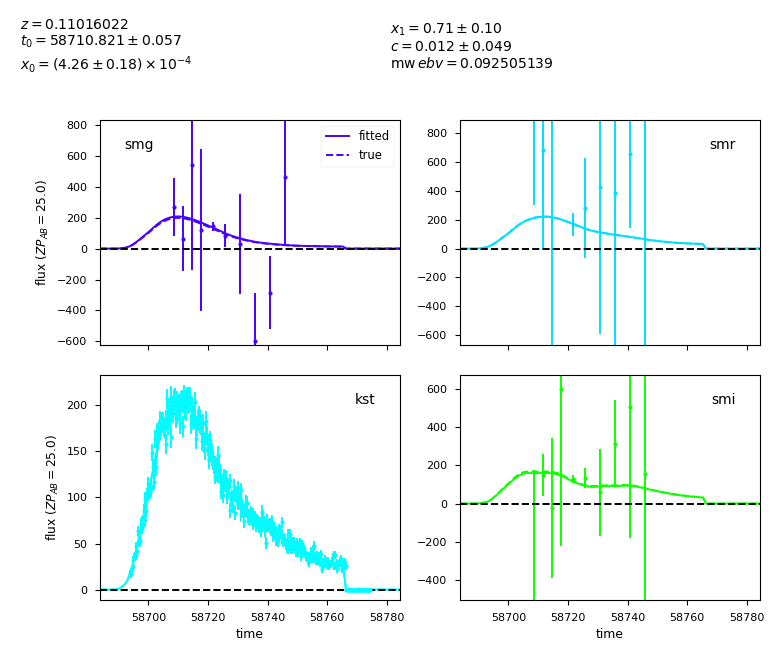 z = 0.11016022
t₀ = 58710.821 ± 0.057
x₀ = (4.26 ± 0.18) × 10⁻⁴
x₁ = 0.71 ± 0.10
c = 0.012 ± 0.049
mw ebv = 0.092505139
smg
fitted
true
800
600
400
200
0
−200
−400
−600
flux (ZP_AB = 25.0)
smr
800
600
400
200
0
−200
−400
−600
kst
200
150
100
50
0
flux (ZP_AB = 25.0)
58700 58720 58740 58760 58780
time
smi
600
400
200
0
−200
−400
58700 58720 58740 58760 58780
time